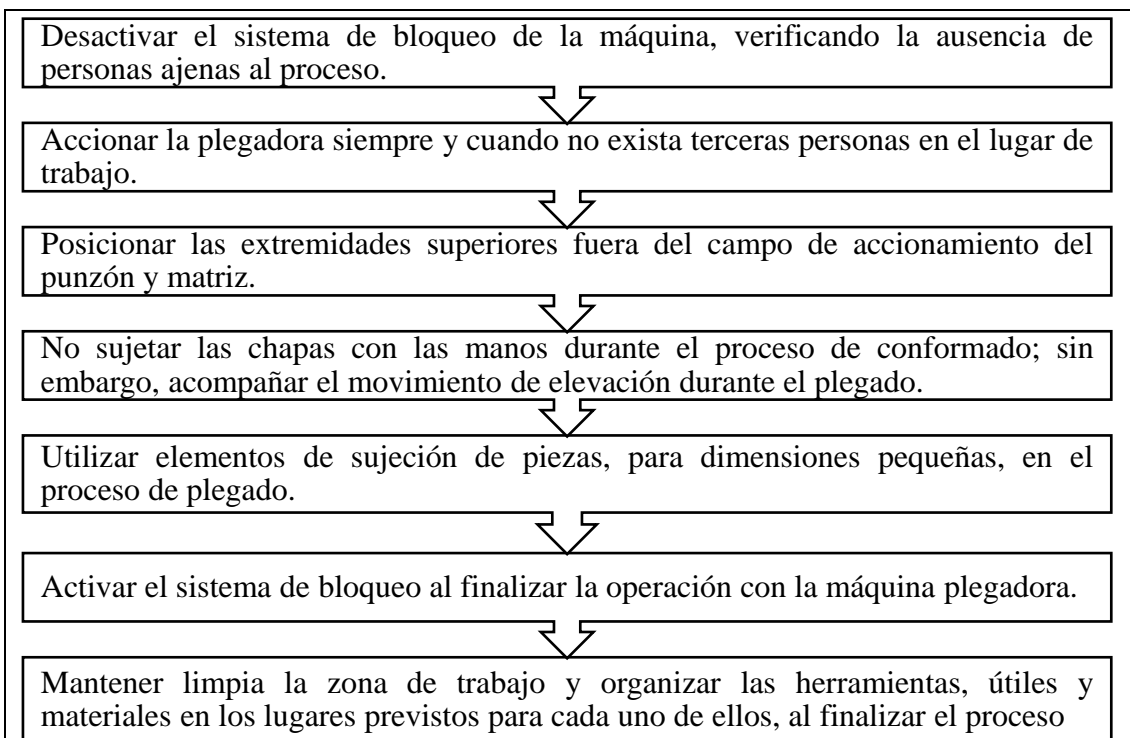 Desactivar el sistema de bloqueo de la máquina, verificando la ausencia de
personas ajenas al proceso.
Accionar la plegadora siempre y cuando no exista terceras personas en el lugar de
trabajo.
Posicionar las extremidades superiores fuera del campo de accionamiento del
punzón y matriz.
No sujetar las chapas con las manos durante el proceso de conformado; sin
embargo, acompañar el movimiento de elevación durante el plegado.
Utilizar elementos de sujeción de piezas, para dimensiones pequeñas, en el
proceso de plegado.
Activar el sistema de bloqueo al finalizar la operación con la máquina plegadora.
Mantener limpia la zona de trabajo y organizar las herramientas, útiles y
materiales en los lugares previstos para cada uno de ellos, al finalizar el proceso